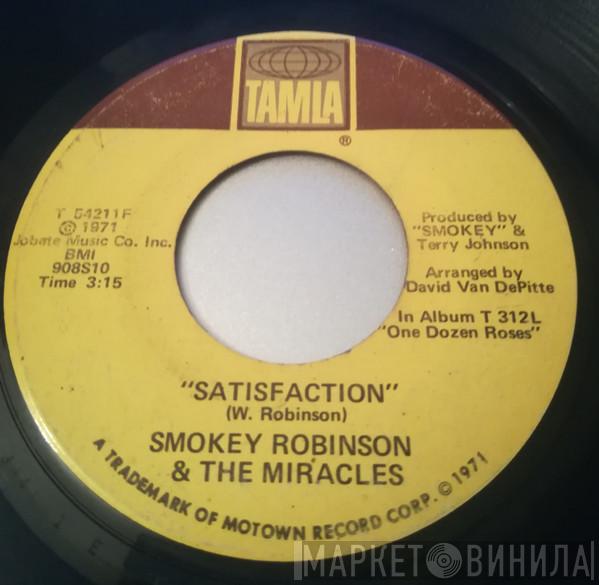 TAMLA
®
T 54211F
© 1971
Jobete Music Co. Inc.
BMI
908S10
Time 3:15
Produced by
"SMOKEY" &
Terry Johnson
Arranged by
David Van DePitte
In Album T 312L
"One Dozen Roses"
"SATISFACTION"
(W. Robinson)
SMOKEY ROBINSON
& THE MIRACLES
A TRADEMARK OF MOTOWN RECORD CORP. © 1971
МАРКЕТ ВИНИЛА